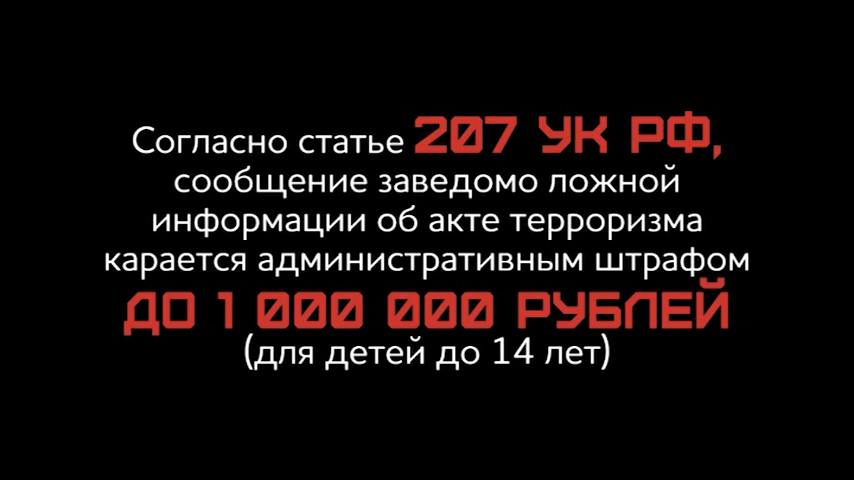 Согласно статье 207 УК РФ,
сообщение заведомо ложной
информации об акте терроризма
карается административным штрафом
ДО 1 000 000 РУБЛЕЙ
(для детей до 14 лет)